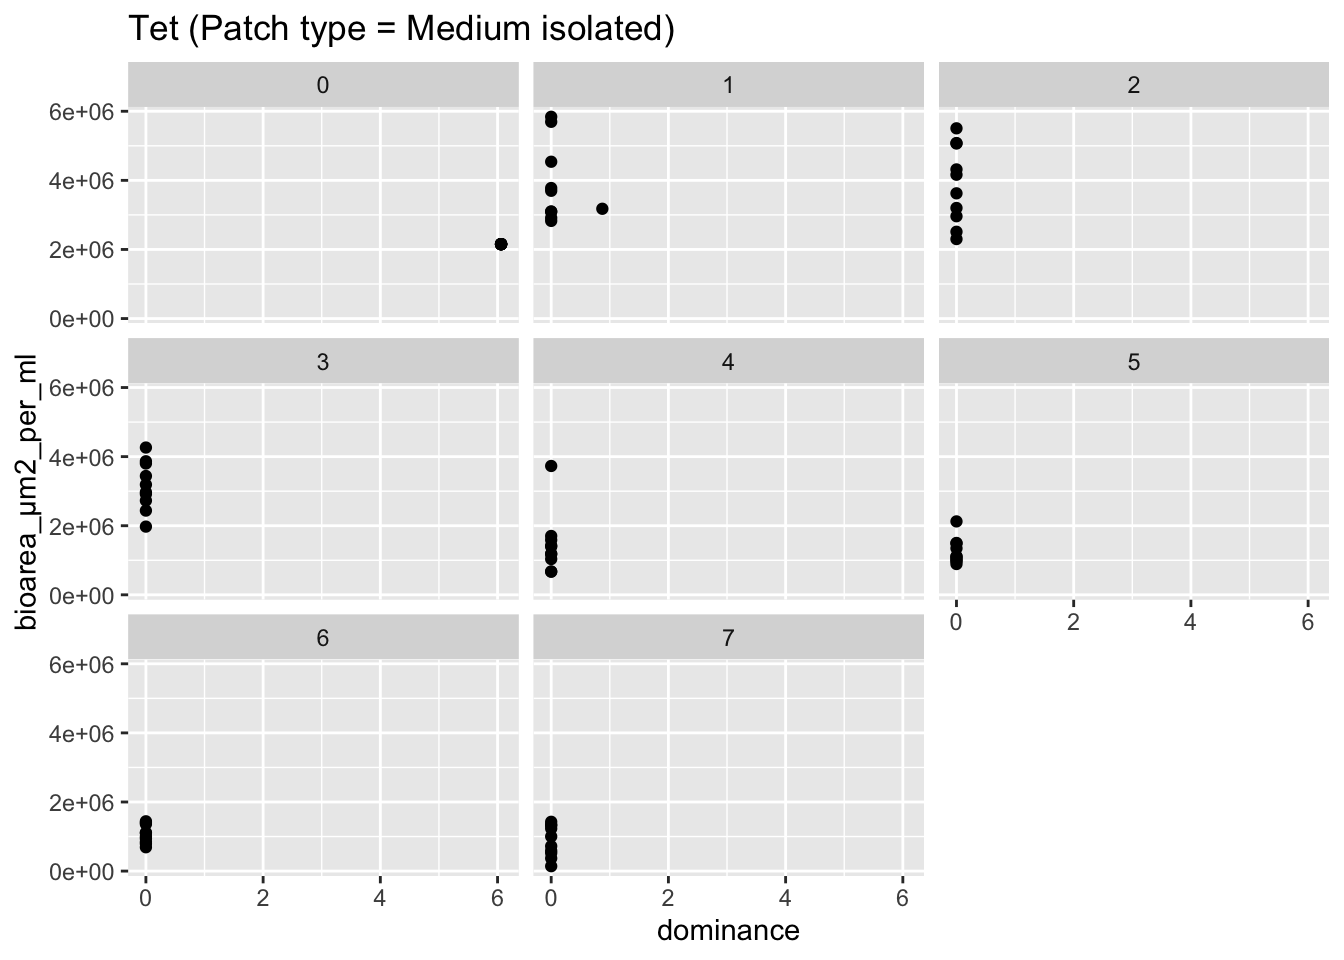 Tet (Patch type = Medium isolated)
0 1 2
6e+06
4e+06
2e+06
0e+00
3 4 5
6e+06
4e+06
2e+06
0e+00
0 2 4 6
6 7
6e+06
4e+06
2e+06
0e+00
0 2 4 6 0 2 4 6
bioarea_µm2_per_ml
dominance